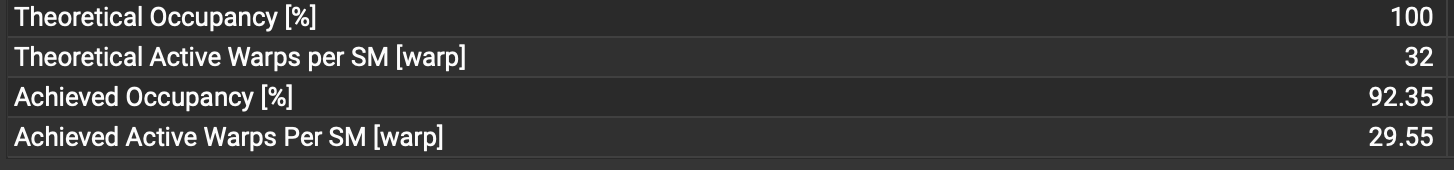 Theoretical Occupancy [%] 100
Theoretical Active Warps per SM [warp] 32
Achieved Occupancy [%] 92.35
Achieved Active Warps Per SM [warp] 29.55